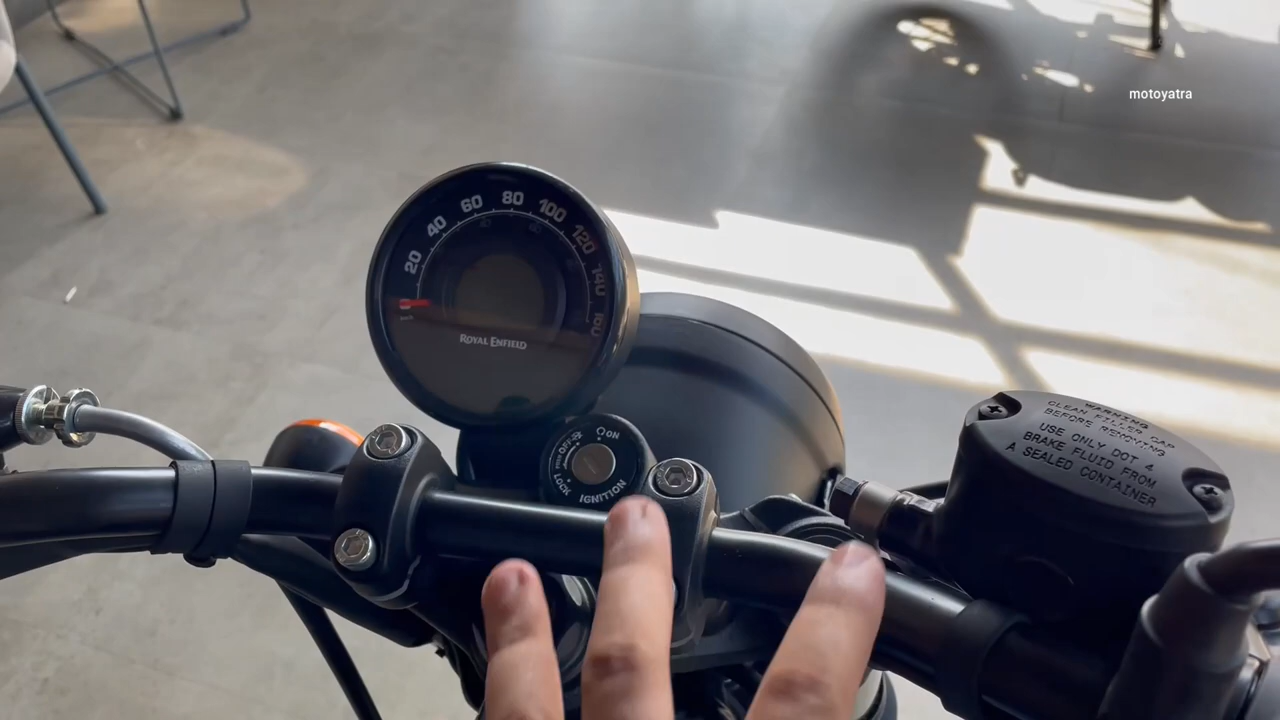 motoyatra
20
40
60
80
100
120
140
160
0
ROYAL ENFIELD
ON
OFF
LOCK
IGNITION
WARNING
CLEAN FILLER CAP
BEFORE REMOVING
USE ONLY DOT 4
BRAKE FLUID FROM
A SEALED CONTAINER